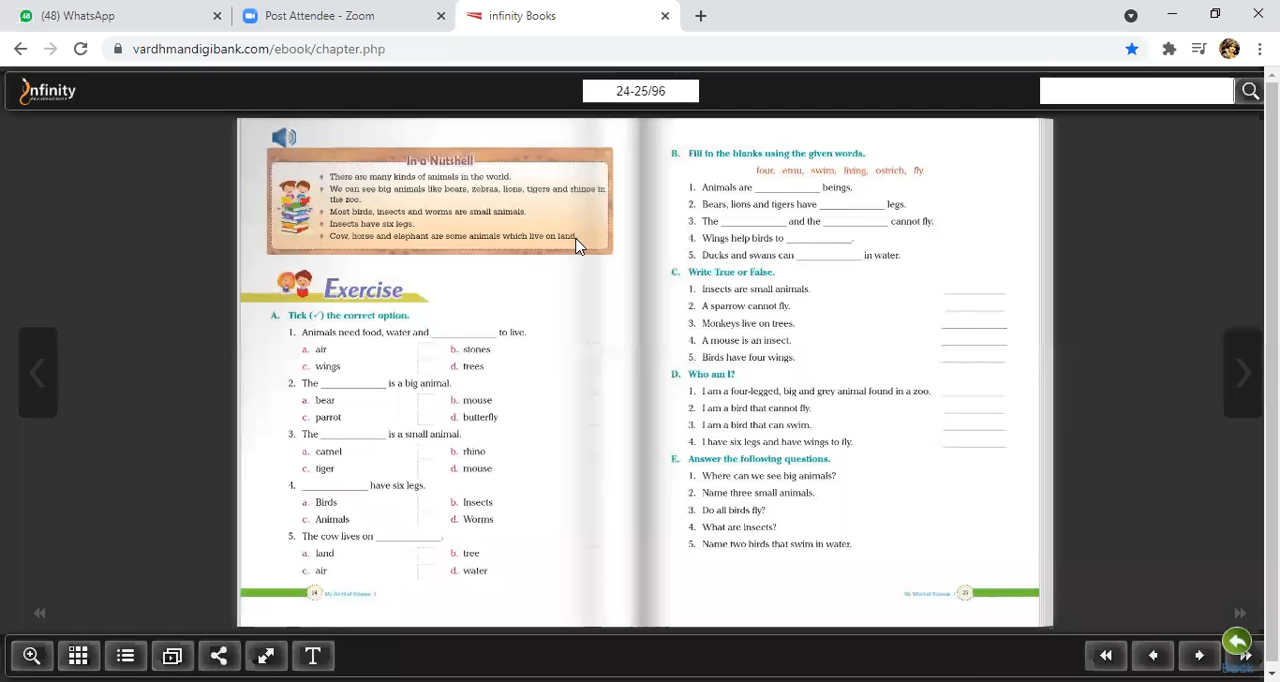 (48) WhatsApp
Post Attendee - Zoom
infinity Books
vardhmandigibank.com/ebook/chapter.php
infinity
24-25/96
In a Nutshell
There are many kinds of animals in the world.
We can see big animals like bears, zebras, lions, tigers and rhinos in
the zoo.
Most birds, insects and worms are small animals.
Insects have six legs.
Cow, horse and elephant are some animals which live on land.
Exercise
A. Tick (✓) the correct option.
1. Animals need food, water and ____________ to live.
a. air b. stones
c. wings d. trees
2. The ____________ is a big animal.
a. bear b. mouse
c. parrot d. butterfly
3. The ____________ is a small animal.
a. camel b. rhino
c. tiger d. mouse
4. ____________ have six legs.
a. Birds b. Insects
c. Animals d. Worms
5. The cow lives on ____________.
a. land b. tree
c. air d. water
24
B. Fill in the blanks using the given words.
four, emu, swim, living, ostrich, fly
1. Animals are ____________ beings.
2. Bears, lions and tigers have ____________ legs.
3. The ____________ and the ____________ cannot fly.
4. Wings help birds to ____________.
5. Ducks and swans can ____________ in water.
C. Write True or False.
1. Insects are small animals. ____________
2. A sparrow cannot fly. ____________
3. Monkeys live on trees. ____________
4. A mouse is an insect. ____________
5. Birds have four wings. ____________
D. Who am I?
1. I am a four-legged, big and grey animal found in a zoo. ____________
2. I am a bird that cannot fly. ____________
3. I am a bird that can swim. ____________
4. I have six legs and have wings to fly. ____________
E. Answer the following questions.
1. Where can we see big animals?
2. Name three small animals.
3. Do all birds fly?
4. What are insects?
5. Name two birds that swim in water.
25
T
Back